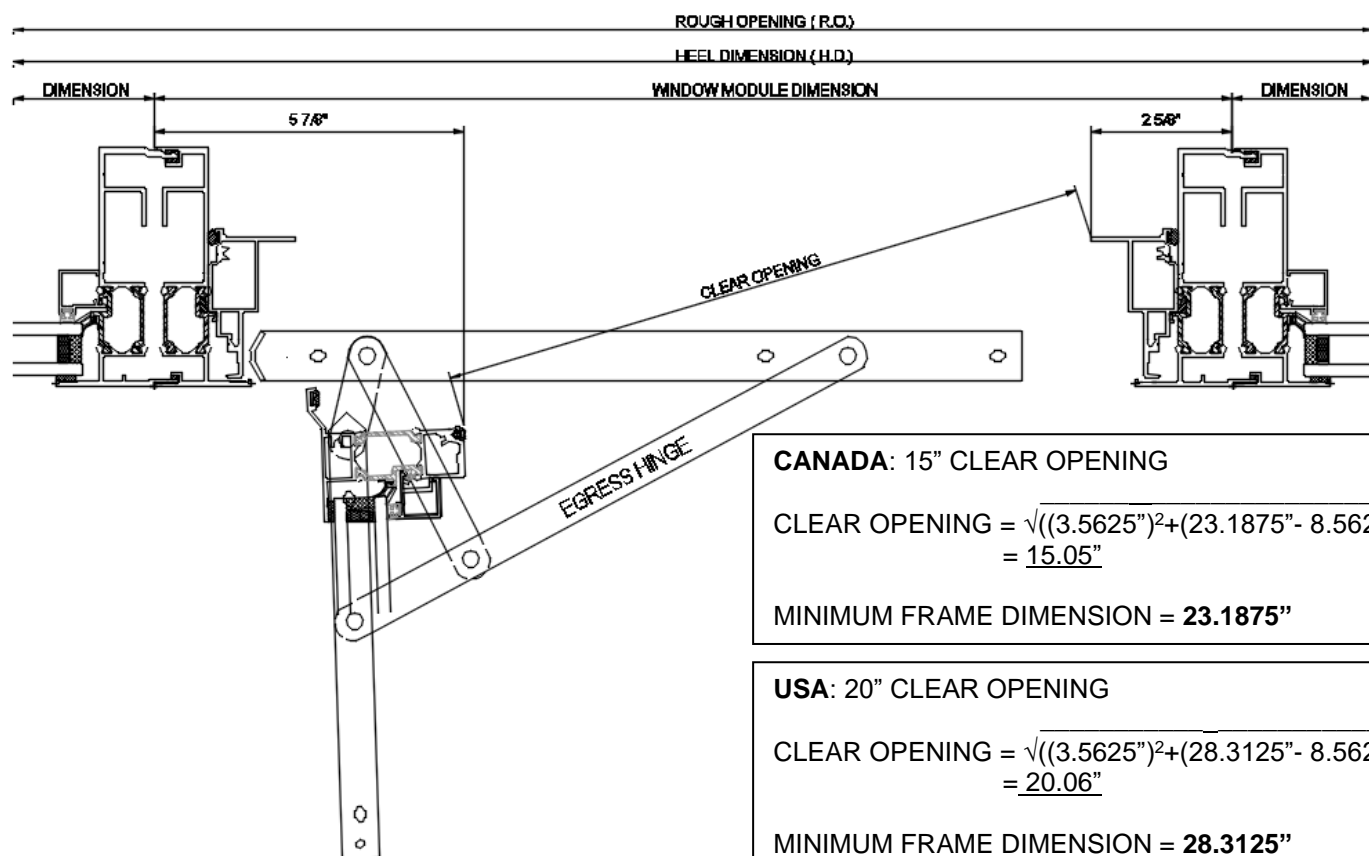 ROUGH OPENING ( R.O.)
HEEL DIMENSION ( H.D.)
DIMENSION
WINDOW MODULE DIMENSION
DIMENSION
5 7/8"
2 5/8"
CLEAR OPENING
EGRESS HINGE
CANADA: 15” CLEAR OPENING
CLEAR OPENING = √((3.5625”)²+(23.1875”- 8.562
= 15.05”
MINIMUM FRAME DIMENSION = 23.1875”
USA: 20” CLEAR OPENING
CLEAR OPENING = √((3.5625”)²+(28.3125”- 8.562
= 20.06”
MINIMUM FRAME DIMENSION = 28.3125”